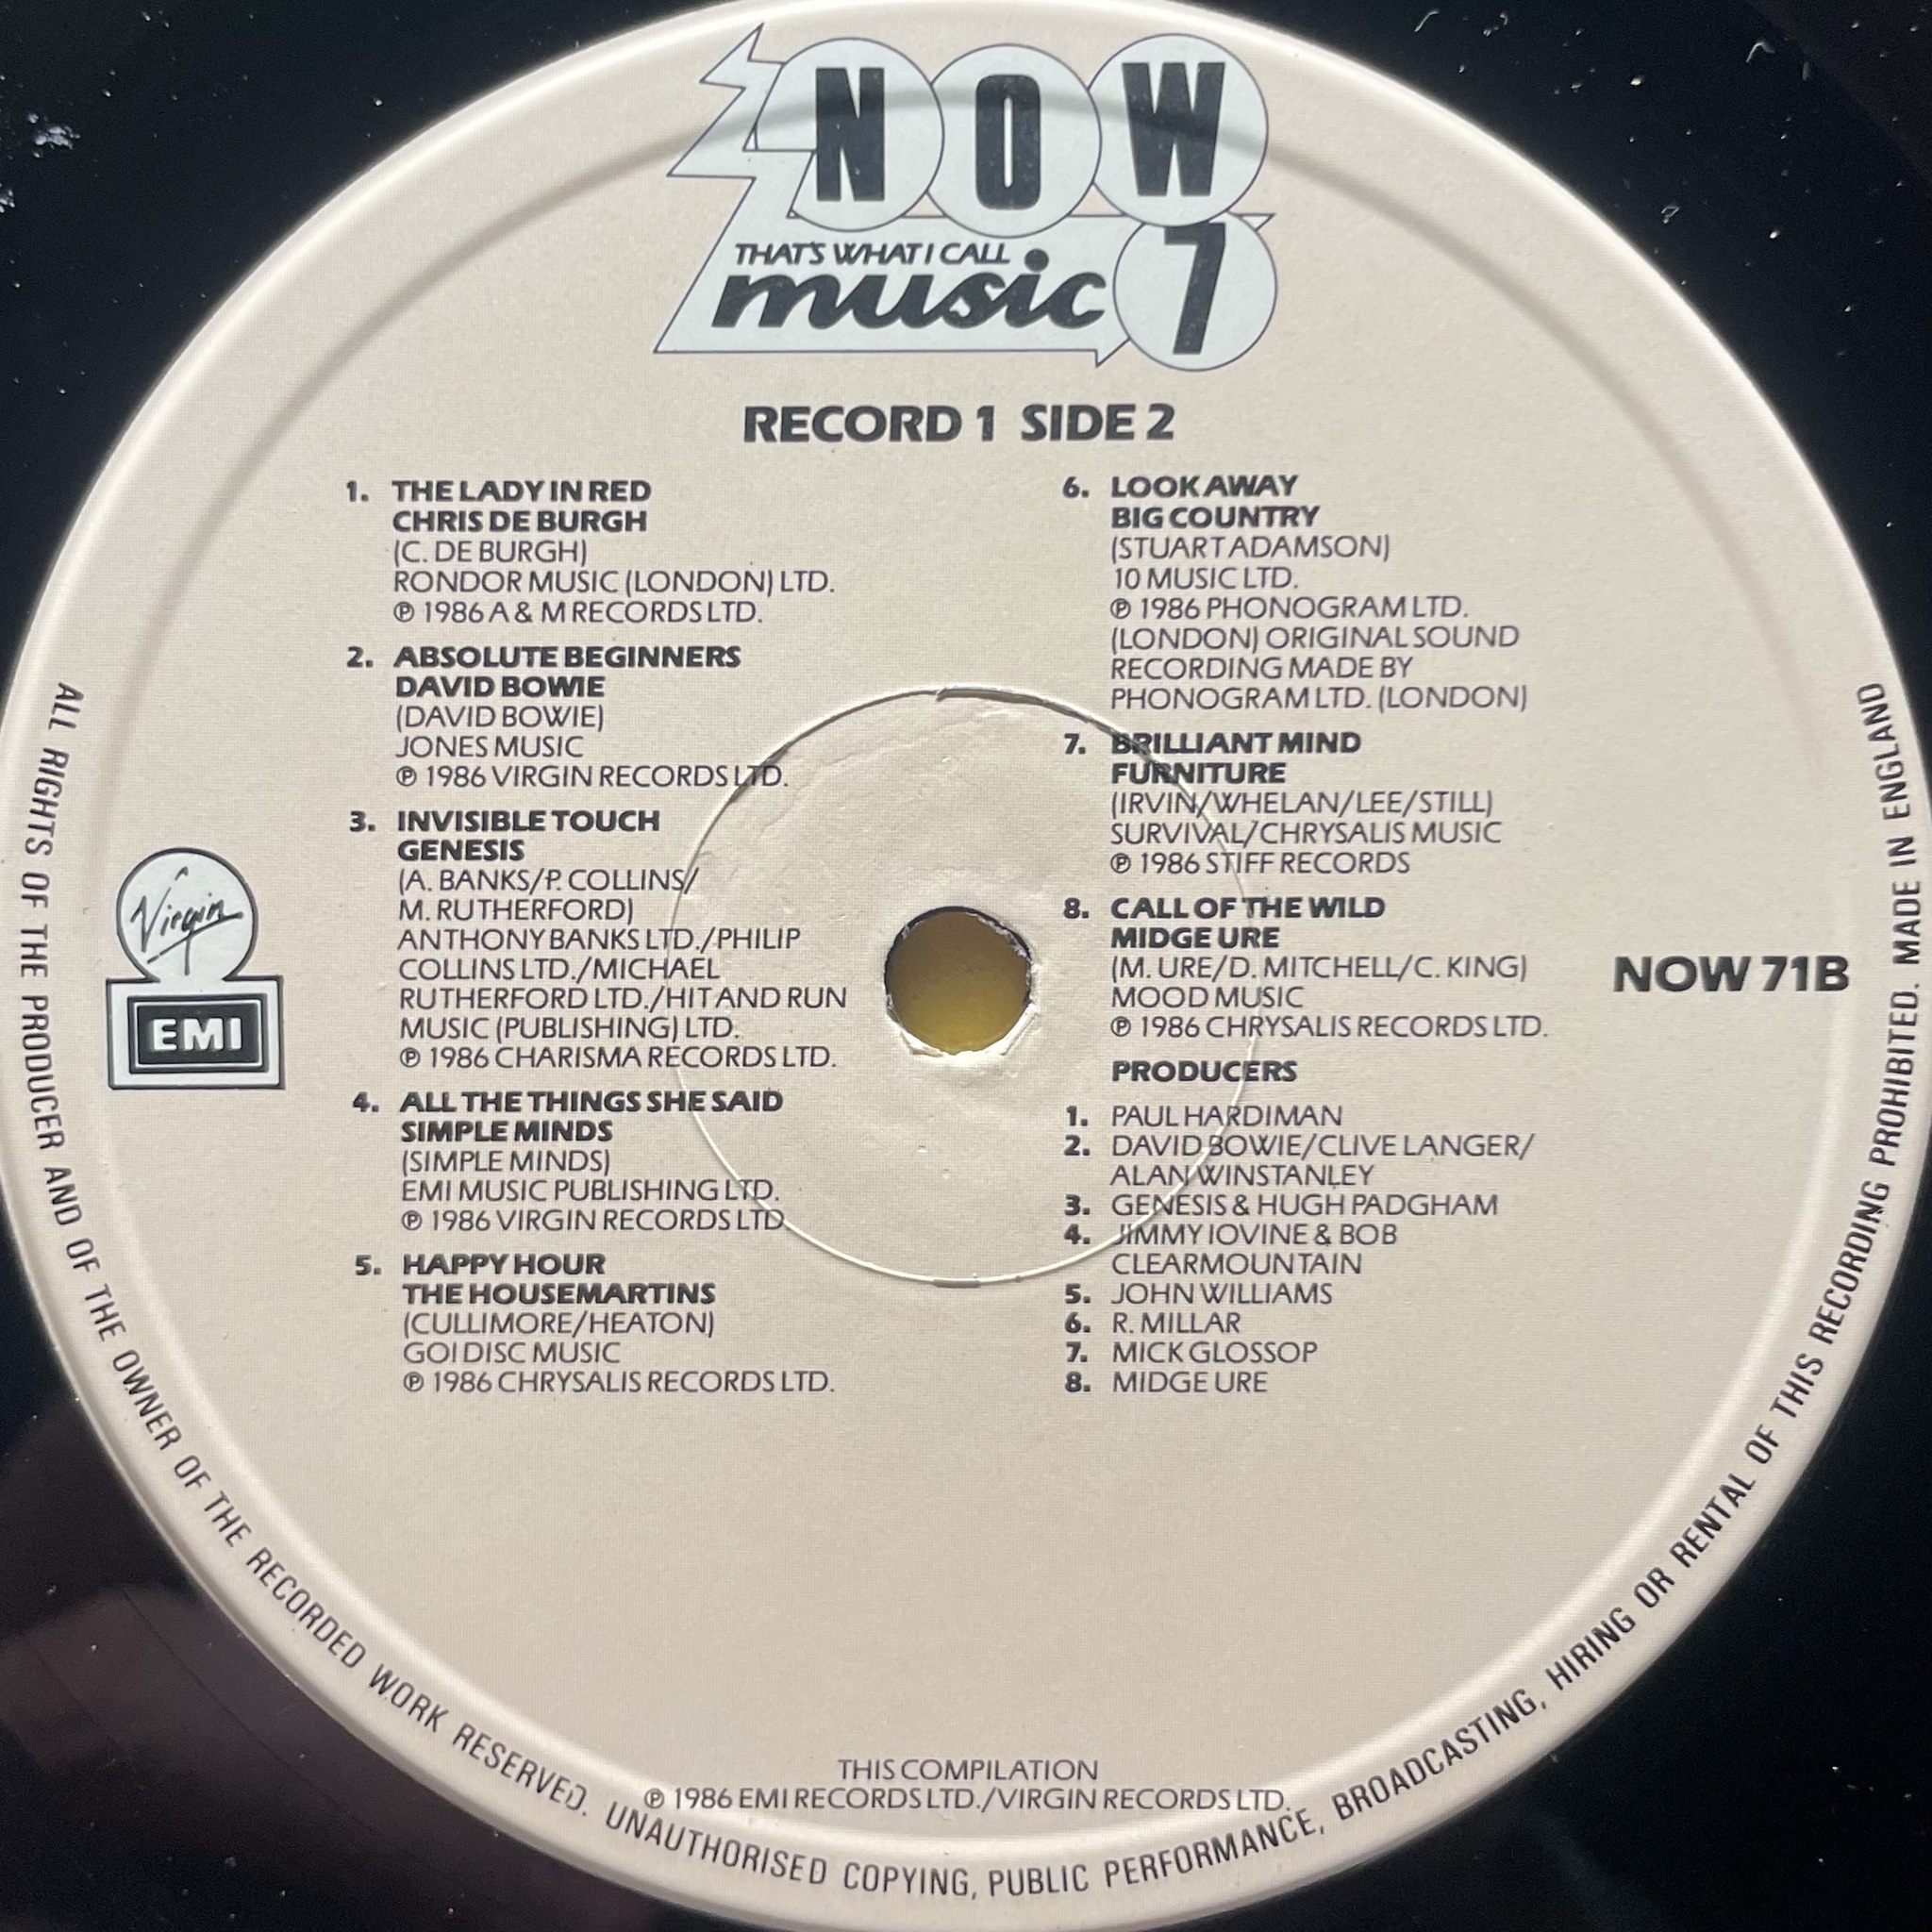 NOW
THAT'S WHAT I CALL
music 7
RECORD 1 SIDE 2
1. THE LADY IN RED
CHRIS DE BURGH
(C. DE BURGH)
RONDOR MUSIC (LONDON) LTD.
℗ 1986 A & M RECORDS LTD.
2. ABSOLUTE BEGINNERS
DAVID BOWIE
(DAVID BOWIE)
JONES MUSIC
℗ 1986 VIRGIN RECORDS LTD.
3. INVISIBLE TOUCH
GENESIS
(A. BANKS/P. COLLINS/
M. RUTHERFORD)
ANTHONY BANKS LTD./PHILIP
COLLINS LTD./MICHAEL
RUTHERFORD LTD./HIT AND RUN
MUSIC (PUBLISHING) LTD.
℗ 1986 CHARISMA RECORDS LTD.
4. ALL THE THINGS SHE SAID
SIMPLE MINDS
(SIMPLE MINDS)
EMI MUSIC PUBLISHING LTD.
℗ 1986 VIRGIN RECORDS LTD.
5. HAPPY HOUR
THE HOUSEMARTINS
(CULLIMORE/HEATON)
GO! DISC MUSIC
℗ 1986 CHRYSALIS RECORDS LTD.
6. LOOK AWAY
BIG COUNTRY
(STUART ADAMSON)
10 MUSIC LTD.
℗ 1986 PHONOGRAM LTD.
(LONDON) ORIGINAL SOUND
RECORDING MADE BY
PHONOGRAM LTD. (LONDON)
7. BRILLIANT MIND
FURNITURE
(IRVIN/WHELAN/LEE/STILL)
SURVIVAL/CHRYSALIS MUSIC
℗ 1986 STIFF RECORDS
8. CALL OF THE WILD
MIDGE URE
(M. URE/D. MITCHELL/C. KING)
MOOD MUSIC
℗ 1986 CHRYSALIS RECORDS LTD.
PRODUCERS
1. PAUL HARDIMAN
2. DAVID BOWIE/CLIVE LANGER/
ALAN WINSTANLEY
3. GENESIS & HUGH PADGHAM
4. JIMMY IOVINE & BOB
CLEARMOUNTAIN
5. JOHN WILLIAMS
6. R. MILLAR
7. MICK GLOSSOP
8. MIDGE URE
Virgin
EMI
NOW 71B
THIS COMPILATION
℗ 1986 EMI RECORDS LTD./VIRGIN RECORDS LTD.
ALL RIGHTS OF THE PRODUCER AND OF THE OWNER OF THE RECORDED WORK RESERVED. UNAUTHORISED COPYING, PUBLIC PERFORMANCE, BROADCASTING, HIRING OR RENTAL OF THIS RECORDING PROHIBITED. MADE IN ENGLAND